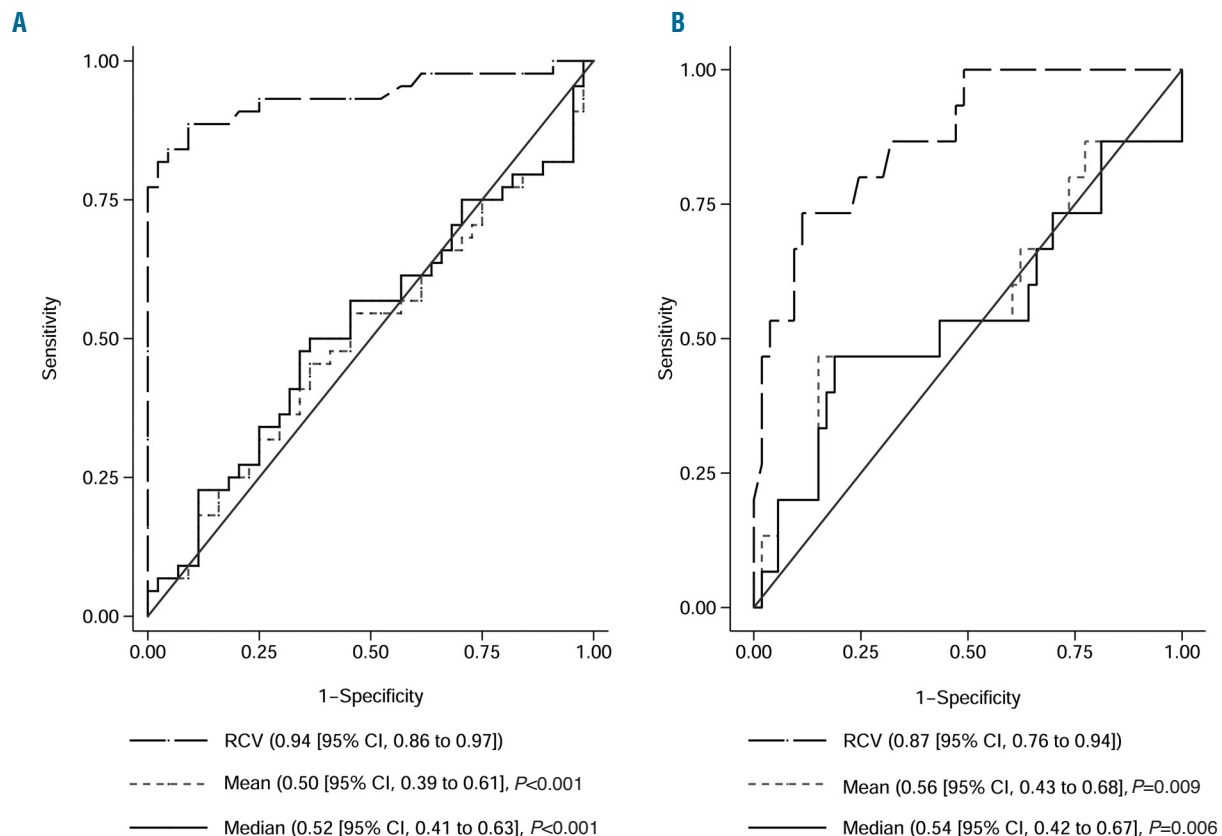 A
B
1.00
0.75
0.50
0.25
0.00
Sensitivity
0.00 0.25 0.50 0.75 1.00
1–Specificity
RCV (0.94 [95% CI, 0.86 to 0.97])
Mean (0.50 [95% CI, 0.39 to 0.61], P<0.001
Median (0.52 [95% CI, 0.41 to 0.63], P<0.001
1.00
0.75
0.50
0.25
0.00
Sensitivity
0.00 0.25 0.50 0.75 1.00
1–Specificity
RCV (0.87 [95% CI, 0.76 to 0.94])
Mean (0.56 [95% CI, 0.43 to 0.68], P=0.009
Median (0.54 [95% CI, 0.42 to 0.67], P=0.006